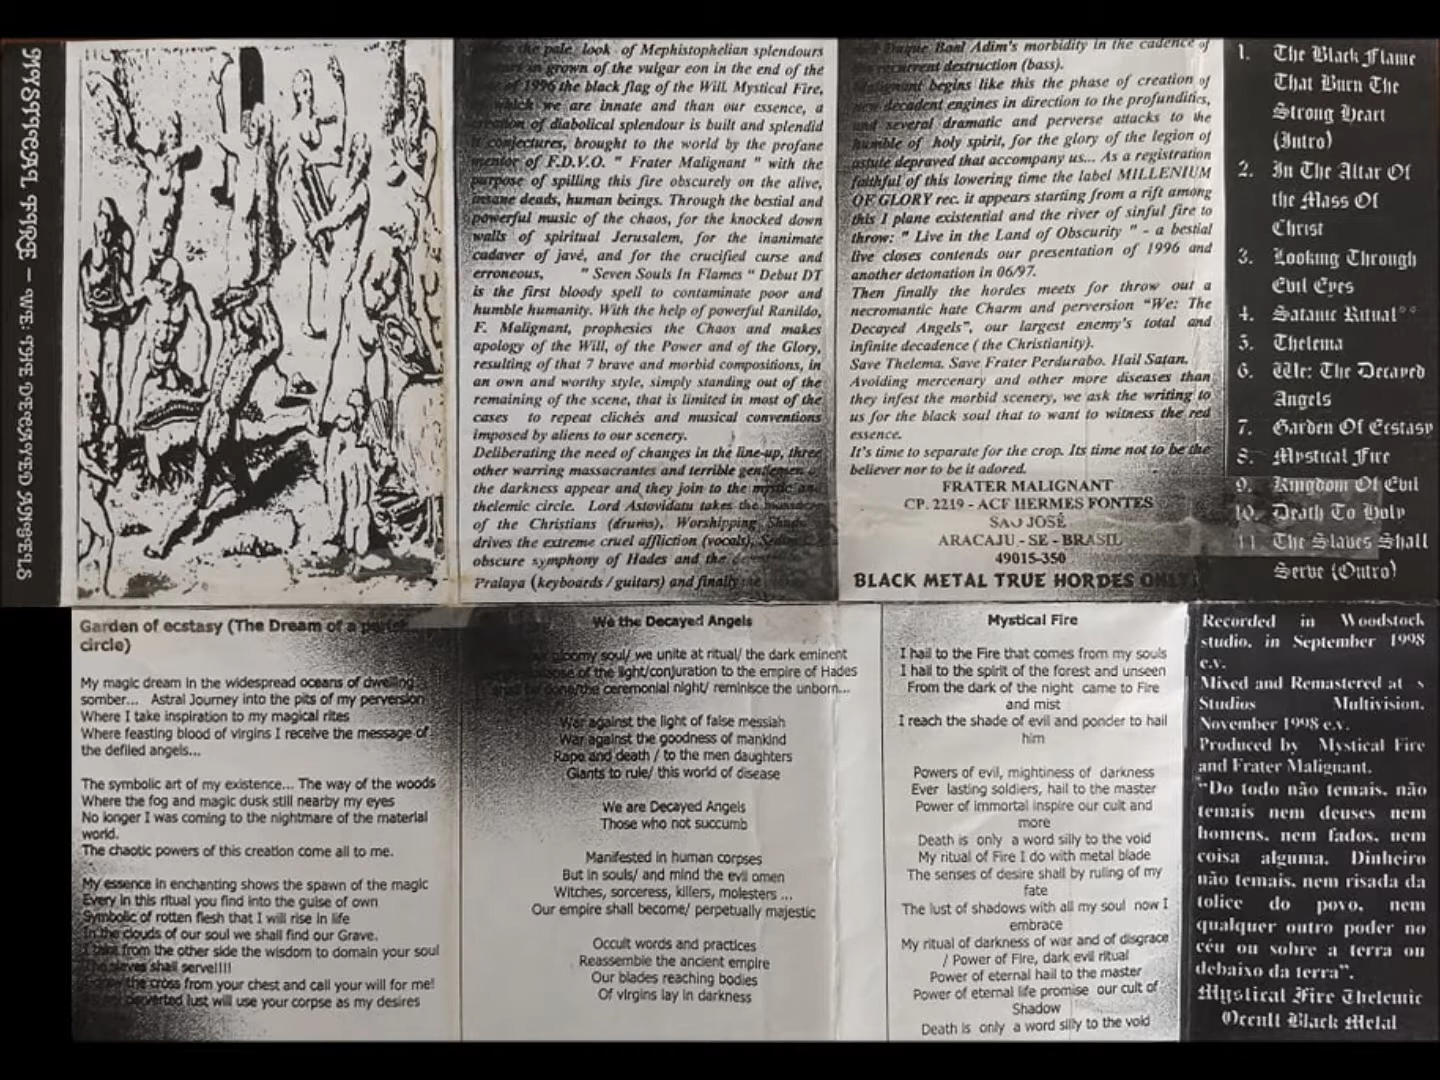 MYSTICAL FIRE - WE: THE DECAYED ANGELS
the pale look of Mephistophelian splendours
in grown of the vulgar eon in the end of the
of 1996 the black flag of the Will. Mystical Fire,
which we are innate and than our essence, a
creation of diabolical splendour is built and splendid
conjectures, brought to the world by the profane
mentor of F.D.V.O. " Frater Malignant " with the
purpose of spilling this fire obscurely on the alive,
insane deads, human beings. Through the bestial and
powerful music of the chaos, for the knocked down
walls of spiritual Jerusalem, for the inanimate
cadaver of javé, and for the crucified curse and
erroneous, " Seven Souls In Flames " Debut DT
is the first bloody spell to contaminate poor and
humble humanity. With the help of powerful Ranildo,
F. Malignant, prophesies the Chaos and makes
apology of the Will, of the Power and of the Glory,
resulting of that 7 brave and morbid compositions, in
an own and worthy style, simply standing out of the
remaining of the scene, that is limited in most of the
cases to repeat clichés and musical conventions
imposed by aliens to our scenery.
Deliberating the need of changes in the line-up, three
other warring massacrantes and terrible gentlemen of
the darkness appear and they join to the mystic and
thelemic circle. Lord Astovidatu takes the
of the Christians (drums), Worshipping
drives the extreme cruel affliction (vocals),
obscure symphony of Hades and the
Pralaya (keyboards / guitars) and finally
Duque Baal Adim's morbidity in the cadence of
recurrent destruction (bass).
Malignant begins like this the phase of creation of
new decadent engines in direction to the profundities,
and several dramatic and perverse attacks to the
humble of holy spirit, for the glory of the legion of
astute depraved that accompany us... As a registration
faithful of this lowering time the label MILLENIUM
OF GLORY rec. it appears starting from a rift among
this I plane existential and the river of sinful fire to
throw: " Live in the Land of Obscurity " - a bestial
live closes contends our presentation of 1996 and
another detonation in 06/97.
Then finally the hordes meets for throw out a
necromantic hate Charm and perversion "We: The
Decayed Angels", our largest enemy's total and
infinite decadence ( the Christianity).
Save Thelema. Save Frater Perdurabo. Hail Satan.
Avoiding mercenary and other more diseases than
they infest the morbid scenery, we ask the writing to
us for the black soul that to want to witness the red
essence.
It's time to separate for the crop. Its time not to be the
believer nor to be it adored.
FRATER MALIGNANT
CP. 2219 - ACF HERMES FONTES
SAO JOSÉ
ARACAJU - SE - BRASIL
49015-350
BLACK METAL TRUE HORDES ONLY!
1. The Black Flame
That Burn The
Strong Heart
(Intro)
2. In The Altar Of
the Mass Of
Christ
3. Looking Through
Evil Eyes
4. Satanic Ritual**
5. Thelema
6. We: The Decayed
Angels
7. Garden Of Ecstasy
8. Mystical Fire
9. Kingdom Of Evil
10. Death To Holy
11 The Slaves Shall
Serve (Outro)
Garden of ecstasy (The Dream of a
circle)
My magic dream in the widespread oceans of dwelling
somber... Astral Journey into the pits of my perversion
Where I take inspiration to my magical rites
Where feasting blood of virgins I receive the message of
the defiled angels...
The symbolic art of my existence... The way of the woods
Where the fog and magic dusk still nearby my eyes
No longer I was coming to the nightmare of the material
world.
The chaotic powers of this creation come all to me.
My essence in enchanting shows the spawn of the magic
Every in this ritual you find into the guise of own
Symbolic of rotten flesh that I will rise in life
In the clouds of our soul we shall find our Grave.
I take from the other side the wisdom to domain your soul
The slaves shall serve!!!!
the cross from your chest and call your will for me!
perverted lust will use your corpse as my desires
We the Decayed Angels
gloomy soul/ we unite at ritual/ the dark eminent
of the light/conjuration to the empire of Hades
the ceremonial night/ reminisce the unborn...
War against the light of false messiah
War against the goodness of mankind
Rape and death / to the men daughters
Giants to rule/ this world of disease
We are Decayed Angels
Those who not succumb
Manifested in human corpses
But in souls/ and mind the evil omen
Witches, sorceress, killers, molesters ...
Our empire shall become/ perpetually majestic
Occult words and practices
Reassemble the ancient empire
Our blades reaching bodies
Of virgins lay in darkness
Mystical Fire
I hail to the Fire that comes from my souls
I hail to the spirit of the forest and unseen
From the dark of the night came to Fire
and mist
I reach the shade of evil and ponder to hail
him
Powers of evil, mightiness of darkness
Ever lasting soldiers, hail to the master
Power of immortal inspire our cult and
more
Death is only a word silly to the void
My ritual of Fire I do with metal blade
The senses of desire shall by ruling of my
fate
The lust of shadows with all my soul now I
embrace
My ritual of darkness of war and of disgrace
/ Power of Fire, dark evil ritual
Power of eternal hail to the master
Power of eternal life promise our cult of
Shadow
Death is only a word silly to the void
Recorded in Woodstock
studio, in September 1998
e.v.
Mixed and Remastered at
Studios Multivision.
November 1998 e.v.
Produced by Mystical Fire
and Frater Malignant.
"Do todo não temais, não
temais nem deuses nem
homens, nem fados, nem
coisa alguma. Dinheiro
não temais, nem risada da
tolice do povo, nem
qualquer outro poder no
céu ou sobre a terra ou
debaixo da terra".
Mystical Fire Thelemic
Occult Black Metal